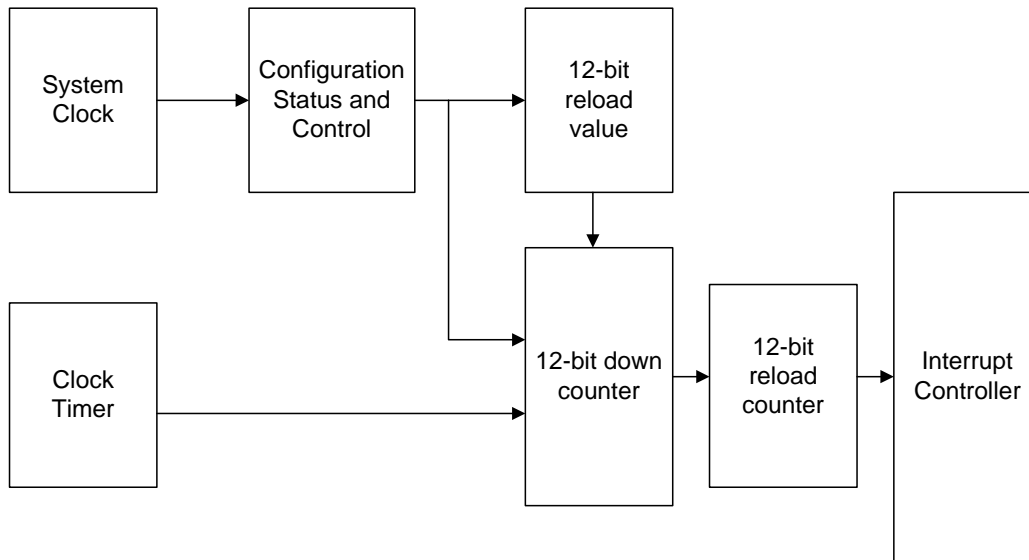 System
Clock
Configuration
Status and
Control
12-bit
reload
value
Clock
Timer
12-bit down
counter
12-bit
reload
counter
Interrupt
Controller